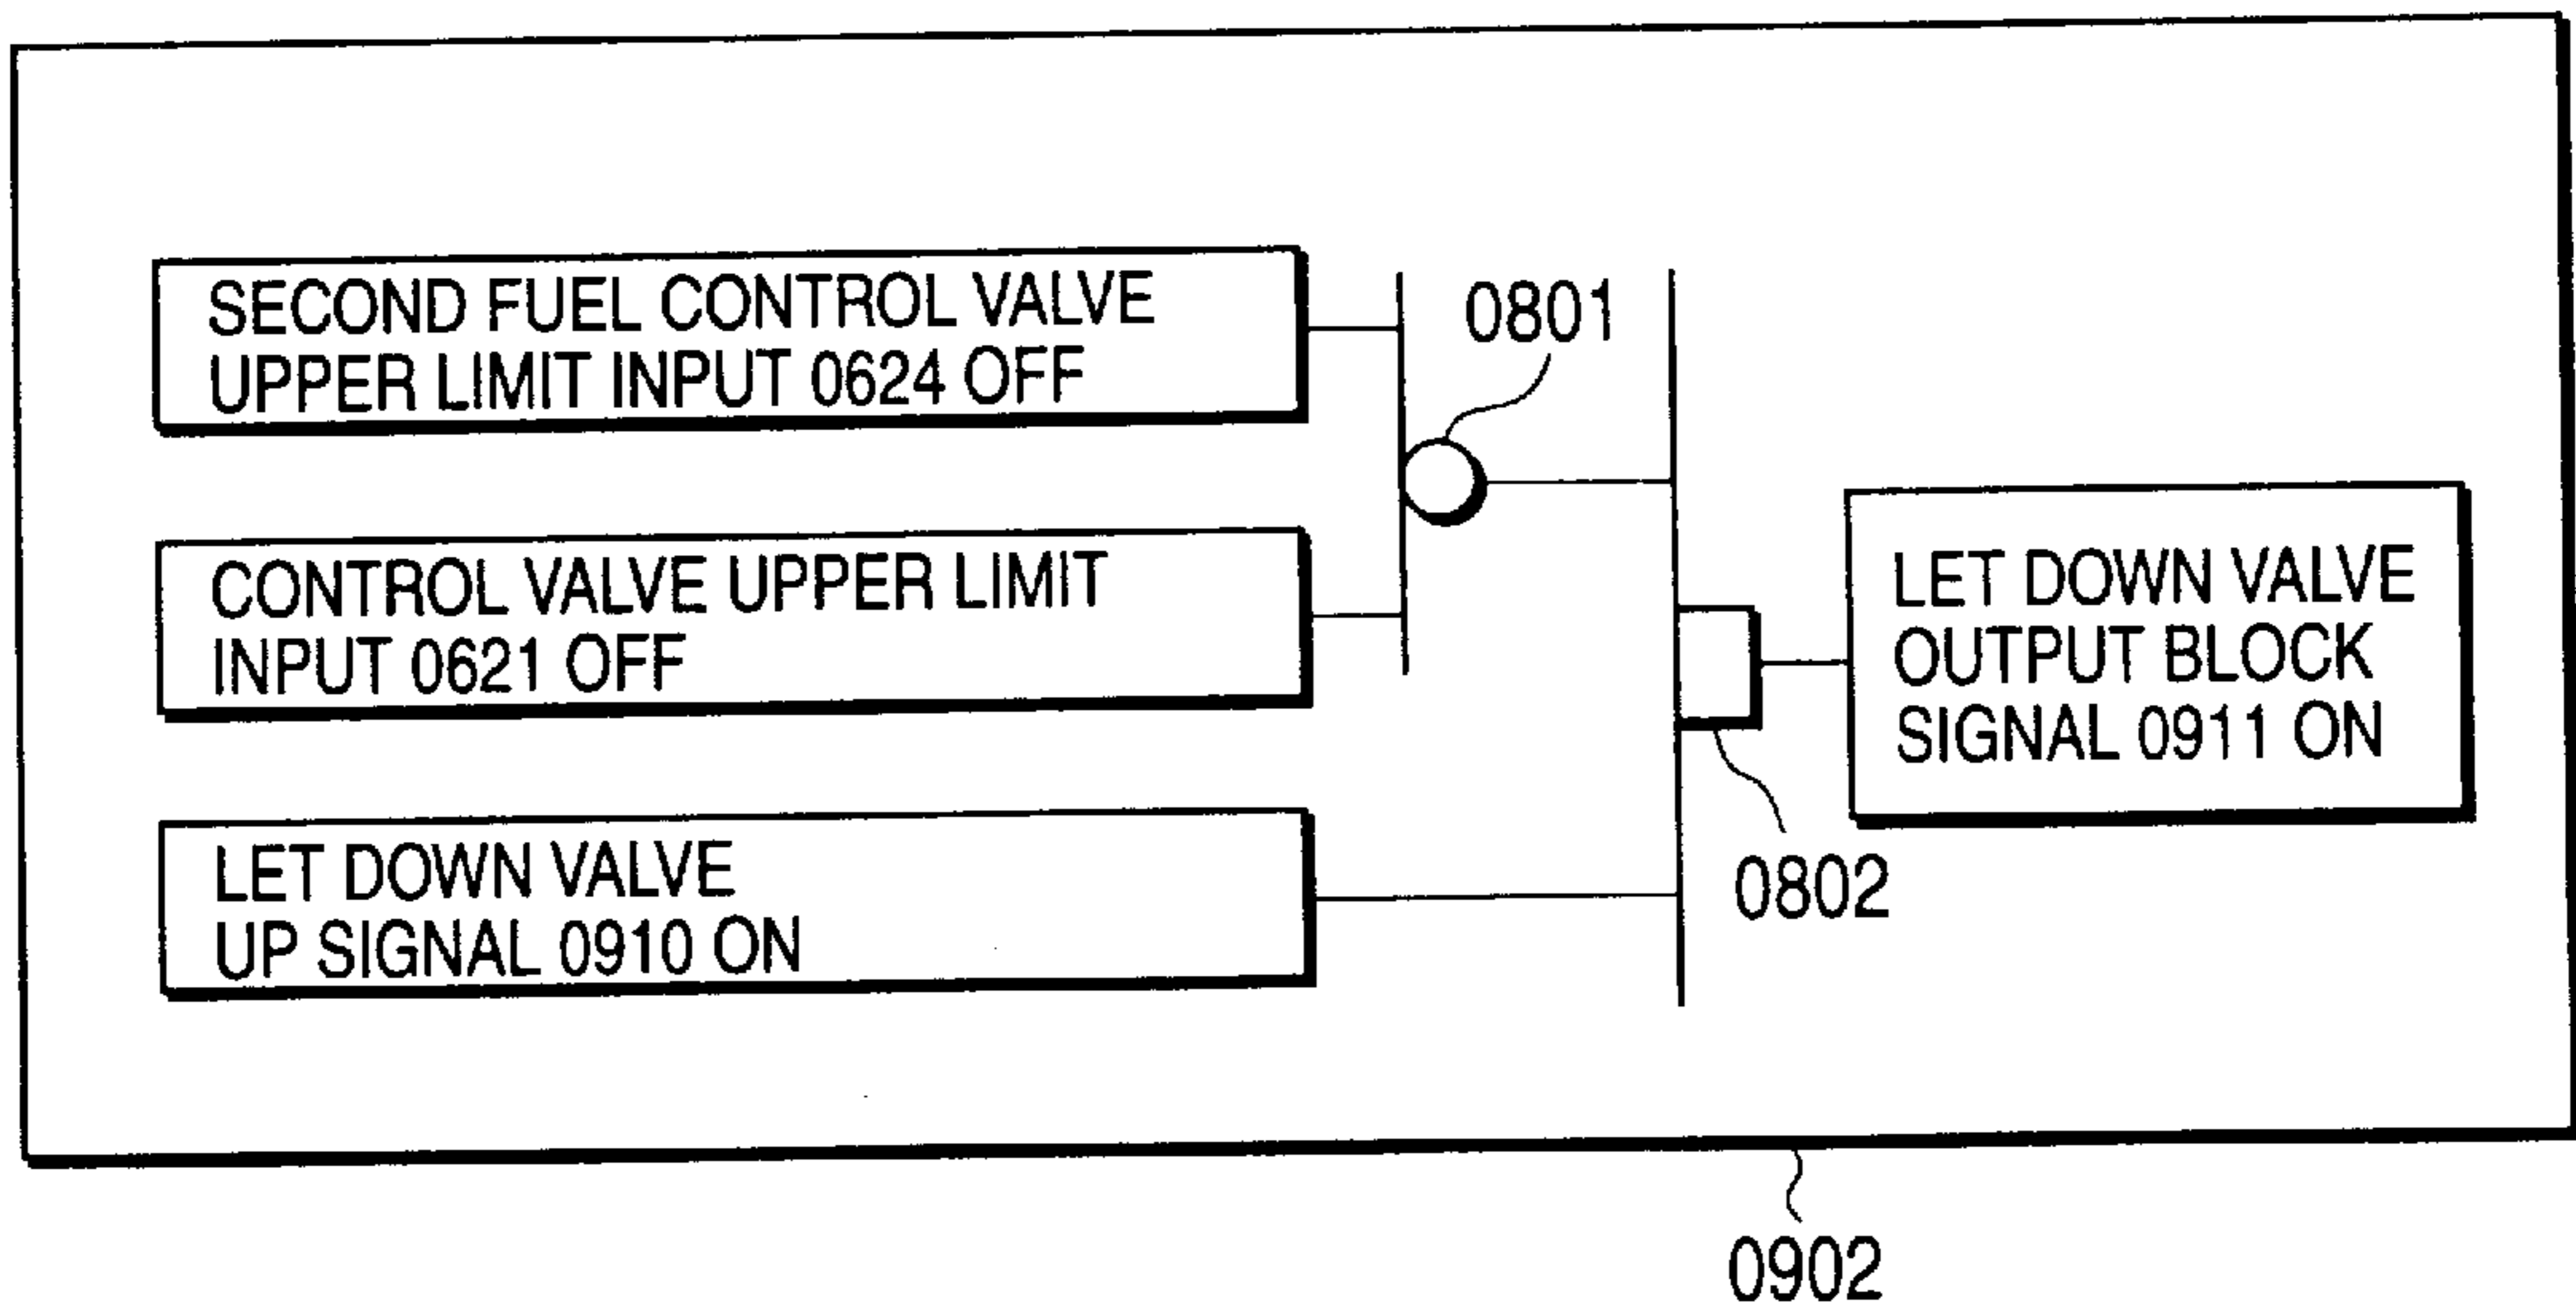 SECOND FUEL CONTROL VALVE
UPPER LIMIT INPUT 0624 OFF
0801
CONTROL VALVE UPPER LIMIT
INPUT 0621 OFF
LET DOWN VALVE
OUTPUT BLOCK
SIGNAL 0911 ON
LET DOWN VALVE
UP SIGNAL 0910 ON
0802
0902